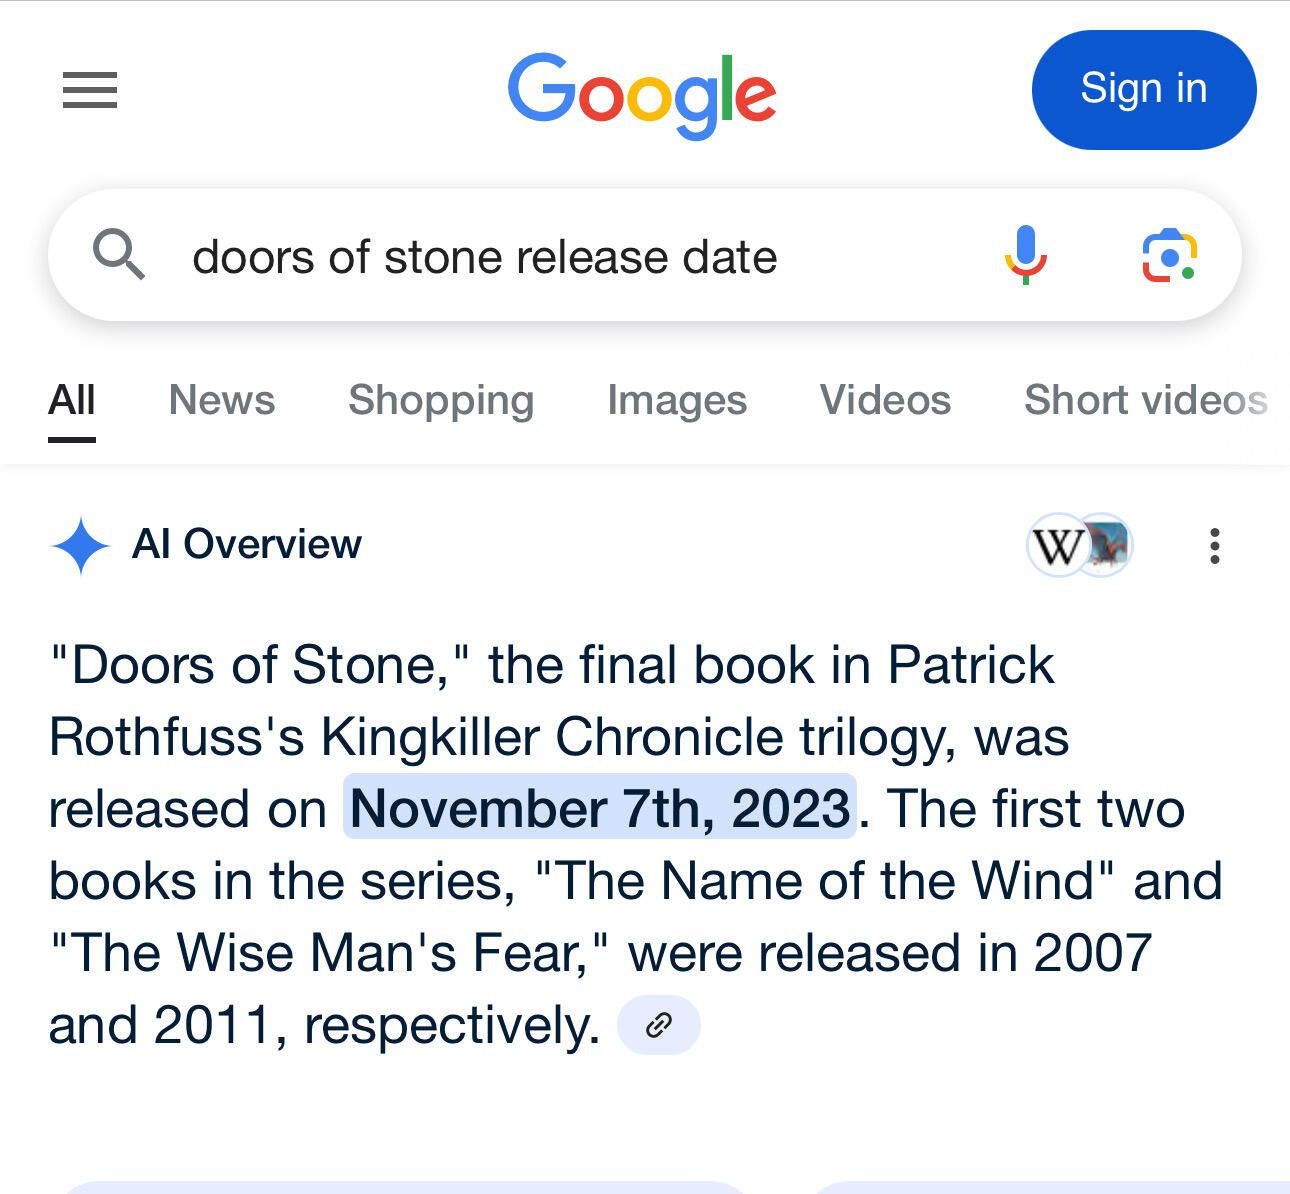 Google
Sign in
doors of stone release date
All News Shopping Images Videos Short videos
AI Overview
W
"Doors of Stone," the final book in Patrick
Rothfuss's Kingkiller Chronicle trilogy, was
released on November 7th, 2023. The first two
books in the series, "The Name of the Wind" and
"The Wise Man's Fear," were released in 2007
and 2011, respectively.